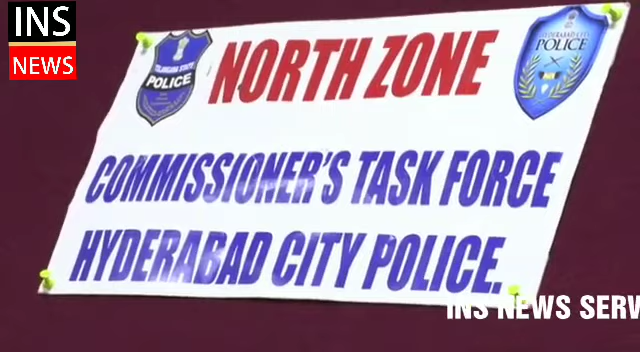 INS
NEWS
TELANGANA STATE
POLICE
NORTH ZONE
HYDERABAD CITY
POLICE
COMMISSIONER'S TASK FORCE
HYDERABAD CITY POLICE.
INS NEWS SERV